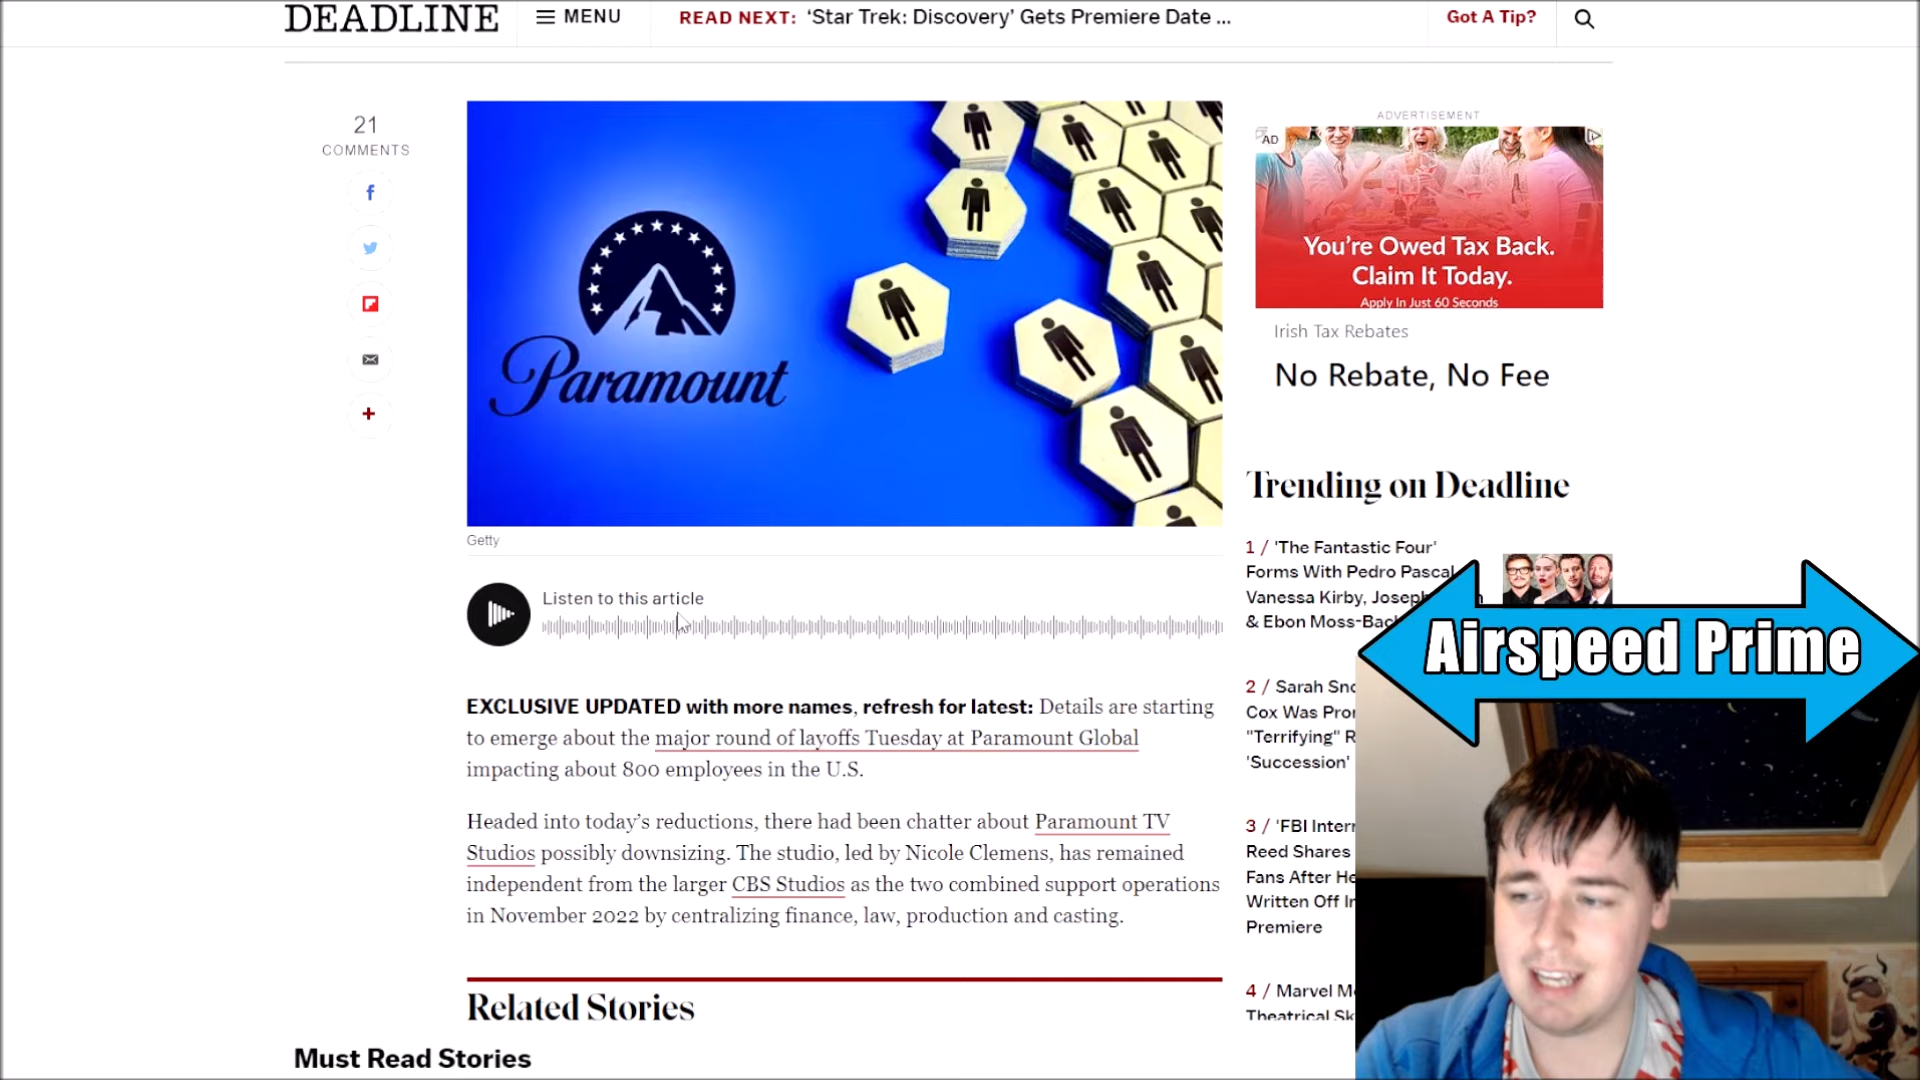 DEADLINE
MENU
READ NEXT: ‘Star Trek: Discovery’ Gets Premiere Date ...
Got A Tip?
21
COMMENTS
Paramount
Getty
Listen to this article
EXCLUSIVE UPDATED with more names, refresh for latest: Details are starting
to emerge about the major round of layoffs Tuesday at Paramount Global
impacting about 800 employees in the U.S.
Headed into today’s reductions, there had been chatter about Paramount TV
Studios possibly downsizing. The studio, led by Nicole Clemens, has remained
independent from the larger CBS Studios as the two combined support operations
in November 2022 by centralizing finance, law, production and casting.
Related Stories
Must Read Stories
ADVERTISEMENT
AD
You’re Owed Tax Back.
Claim It Today.
Apply In Just 60 Seconds
Irish Tax Rebates
No Rebate, No Fee
Trending on Deadline
1 / ‘The Fantastic Four’
Forms With Pedro Pascal
Vanessa Kirby, Joseph
& Ebon Moss-Bac
2 / Sarah Sno
Cox Was Pro
"Terrifying" R
‘Succession’
3 / ‘FBI Inter
Reed Shares
Fans After He
Written Off I
Premiere
4 / Marvel M
Theatrical Sk
Airspeed Prime